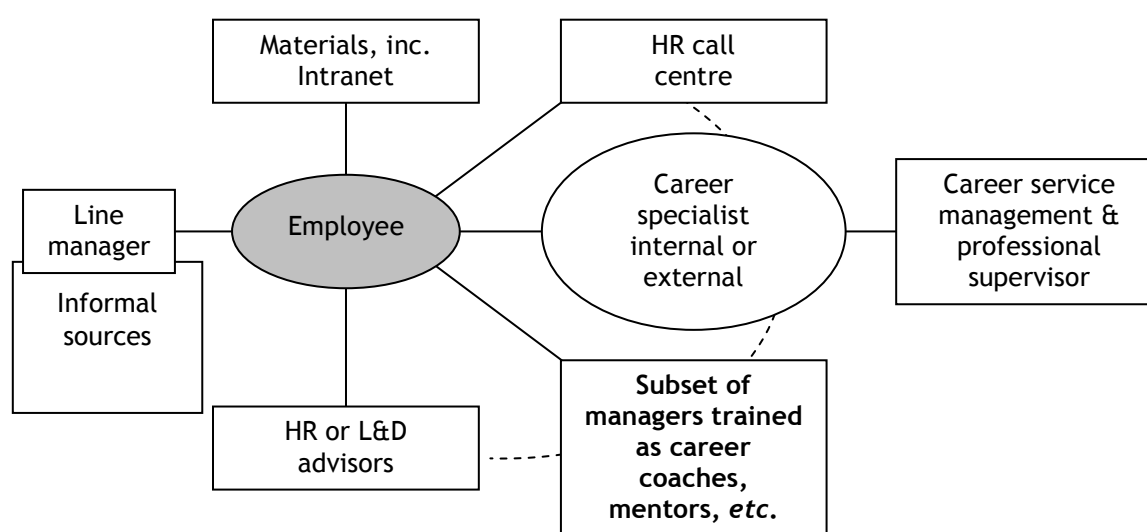 Materials, inc.
Intranet
HR call
centre
Line
manager
Employee
Career
specialist
internal or
external
Career service
management &
professional
supervisor
Informal
sources
HR or L&D
advisors
Subset of
managers trained
as career
coaches,
mentors, etc.